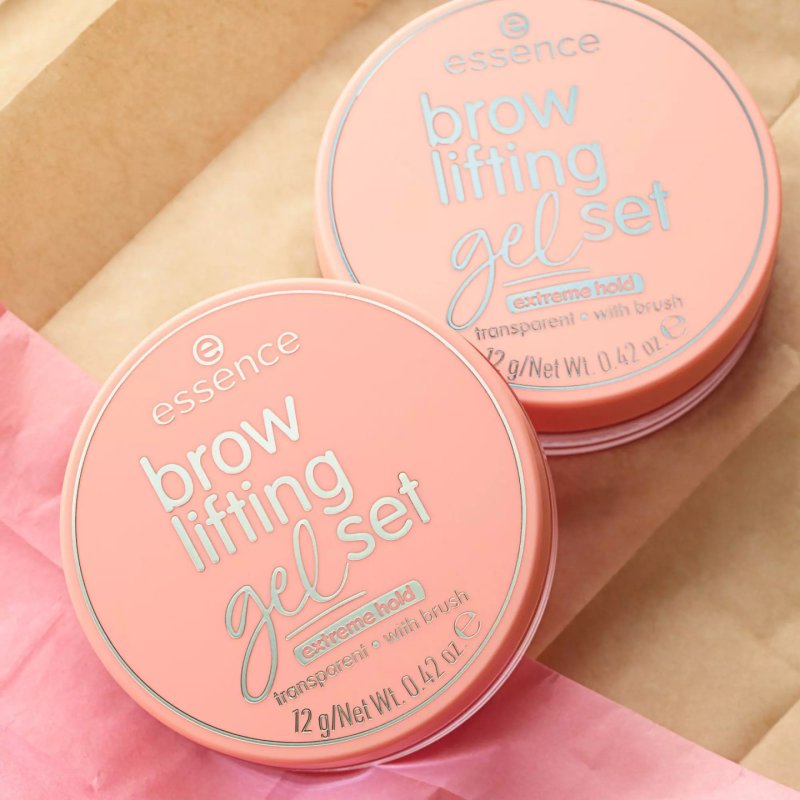 essence
brow
lifting
gel set
extreme hold
transparent • with brush
12 g/Net Wt. 0.42 oz. ℮
essence
brow
lifting
gel set
extreme hold
transparent • with brush
12 g/Net Wt. 0.42 oz. ℮